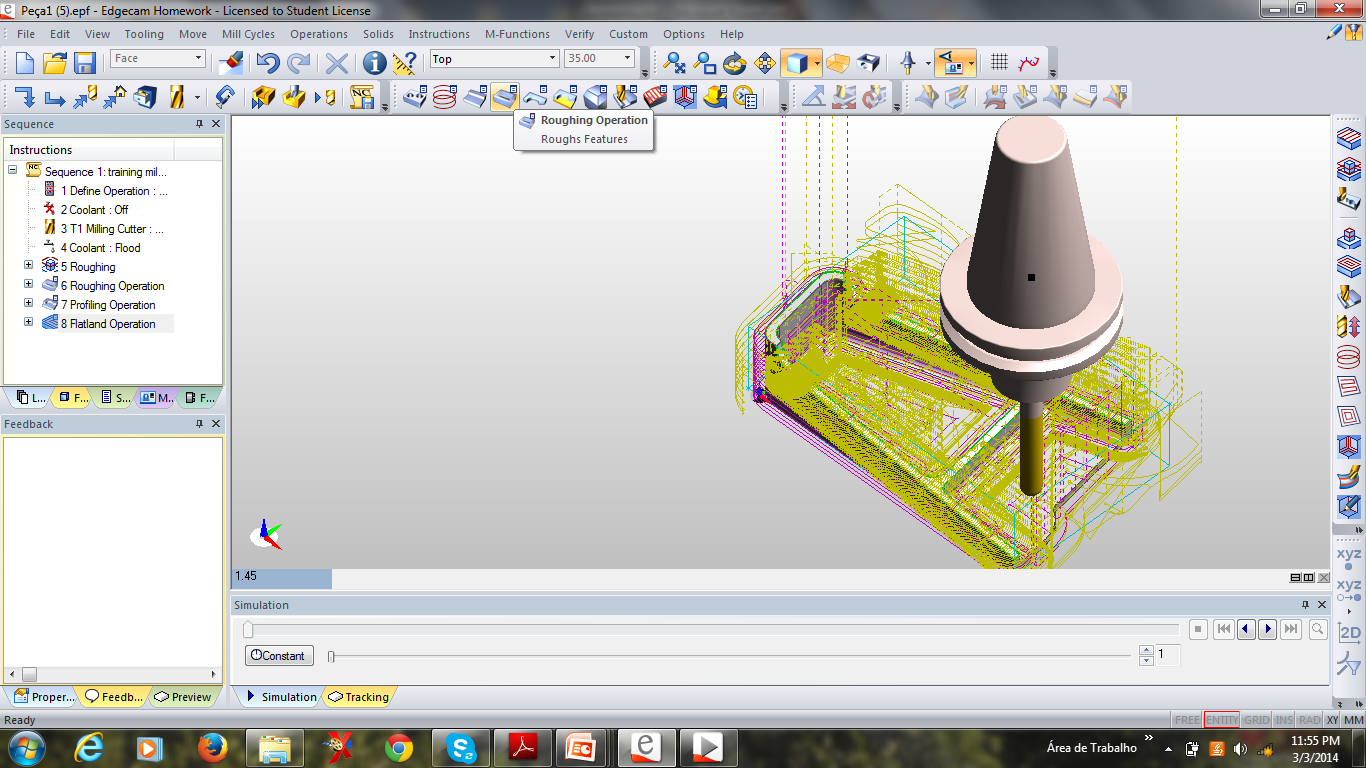 Peça1 (5).epf - Edgecam Homework - Licensed to Student License
File Edit View Tooling Move Mill Cycles Operations Solids Instructions M-Functions Verify Custom Options Help
Face Top 35.00
Roughing Operation
Roughs Features
Sequence
Instructions
Sequence 1: training mil...
1 Define Operation : ...
2 Coolant : Off
3 T1 Milling Cutter : ...
4 Coolant : Flood
5 Roughing
6 Roughing Operation
7 Profiling Operation
8 Flatland Operation
L... F... S... M... F...
Feedback
1.45
Simulation
Constant 1
Proper... Feedb... Preview
Simulation Tracking
xyz
xyz
2D
Ready
FREE ENTITY GRID INS RAD XY MM
Área de Trabalho
11:55 PM
3/3/2014